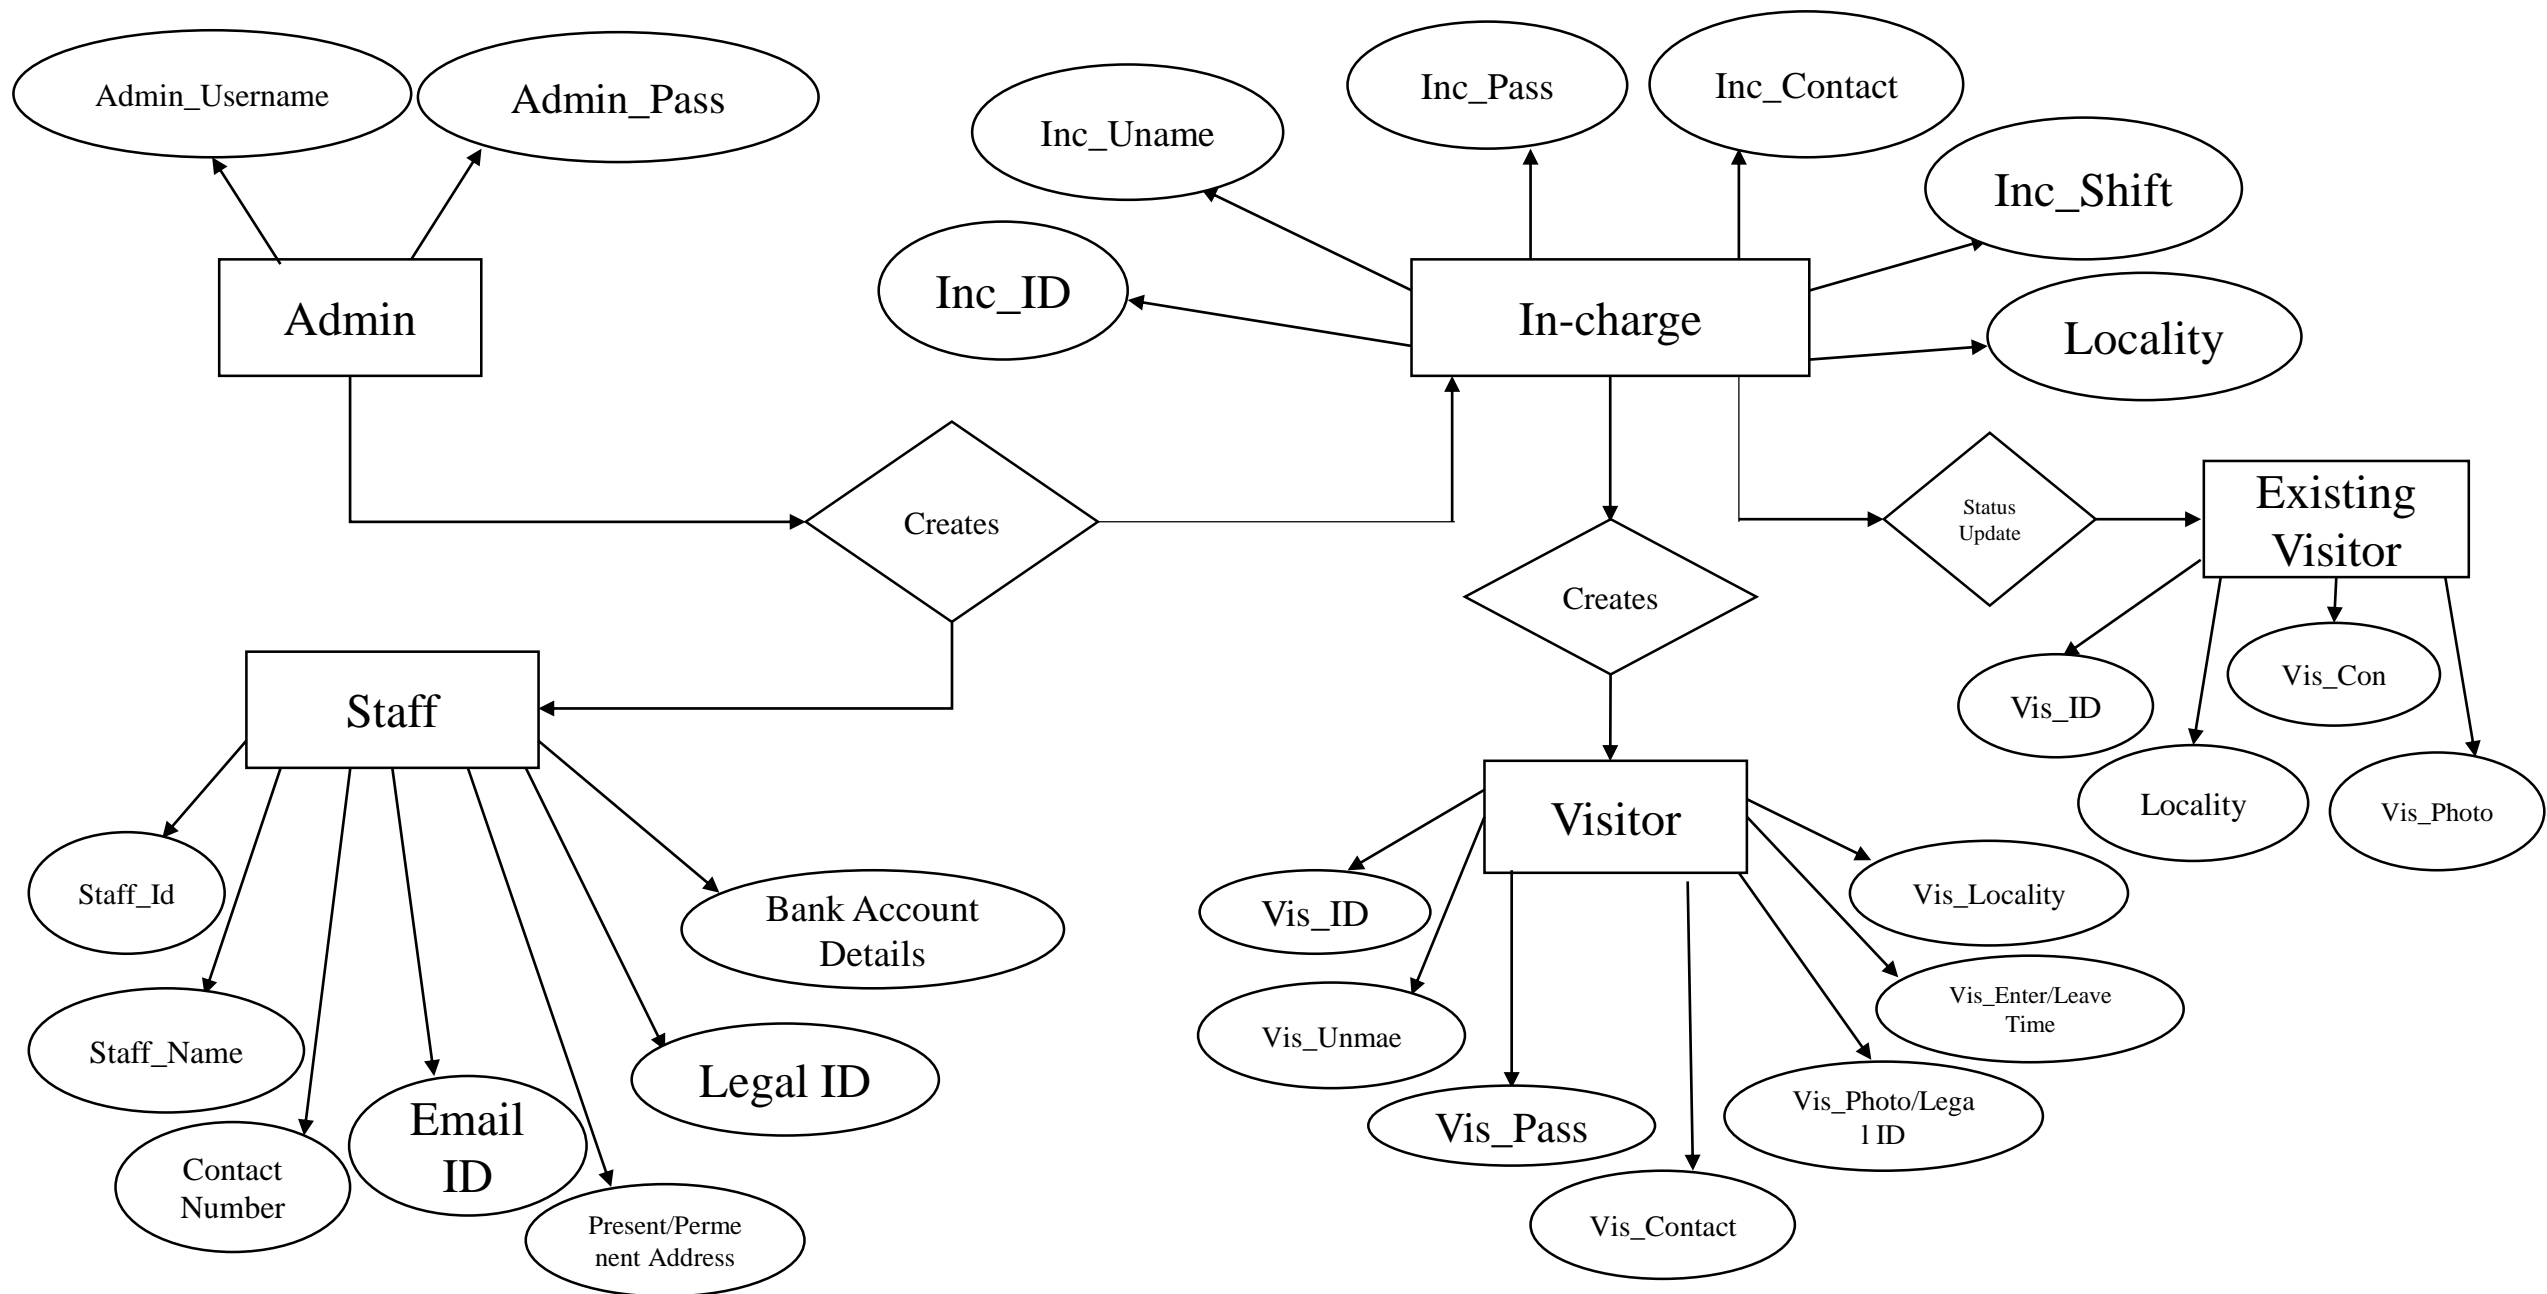 Admin_Username
Admin_Pass
Inc_Uname
Inc_Pass
Inc_Contact
Inc_Shift
Inc_ID
Locality
Admin
In-charge
Creates
Creates
Status
Update
Existing
Visitor
Vis_ID
Vis_Con
Locality
Vis_Photo
Staff
Staff_Id
Staff_Name
Contact
Number
Email
ID
Present/Perme
nent Address
Legal ID
Bank Account
Details
Visitor
Vis_ID
Vis_Unmae
Vis_Pass
Vis_Contact
Vis_Photo/Lega
l ID
Vis_Enter/Leave
Time
Vis_Locality